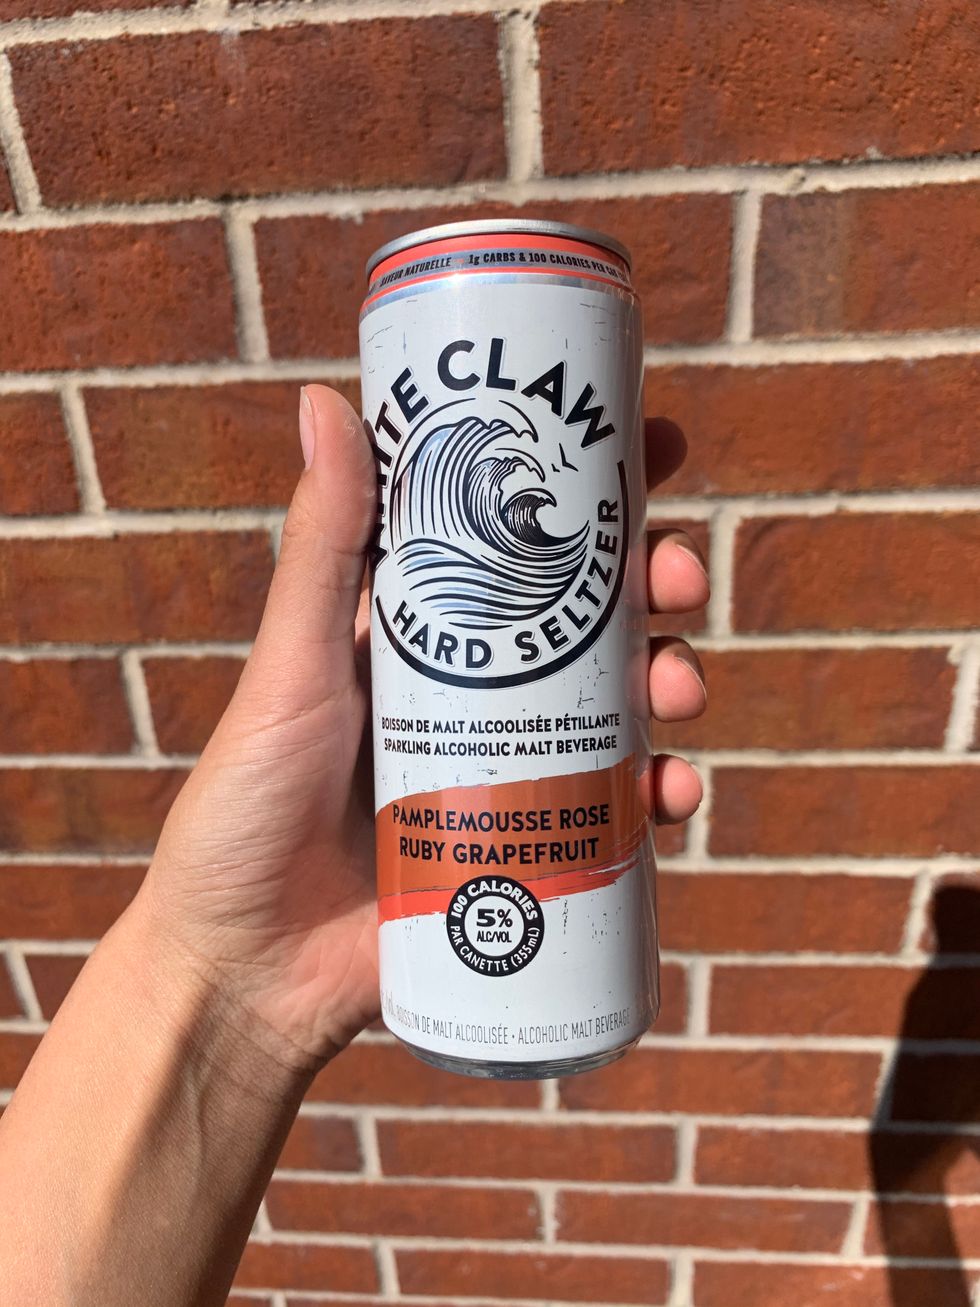 SAVEUR NATURELLE 1g CARBS & 100 CALORIES PER
WHITE CLAW
HARD SELTZER
BOISSON DE MALT ALCOOLISÉE PÉTILLANTE
SPARKLING ALCOHOLIC MALT BEVERAGE
PAMPLEMOUSSE ROSE
RUBY GRAPEFRUIT
100 CALORIES
5%
ALC/VOL
PAR CANETTE (355mL)
BOISSON DE MALT ALCOOLISÉE • ALCOHOLIC MALT BEVERAGE